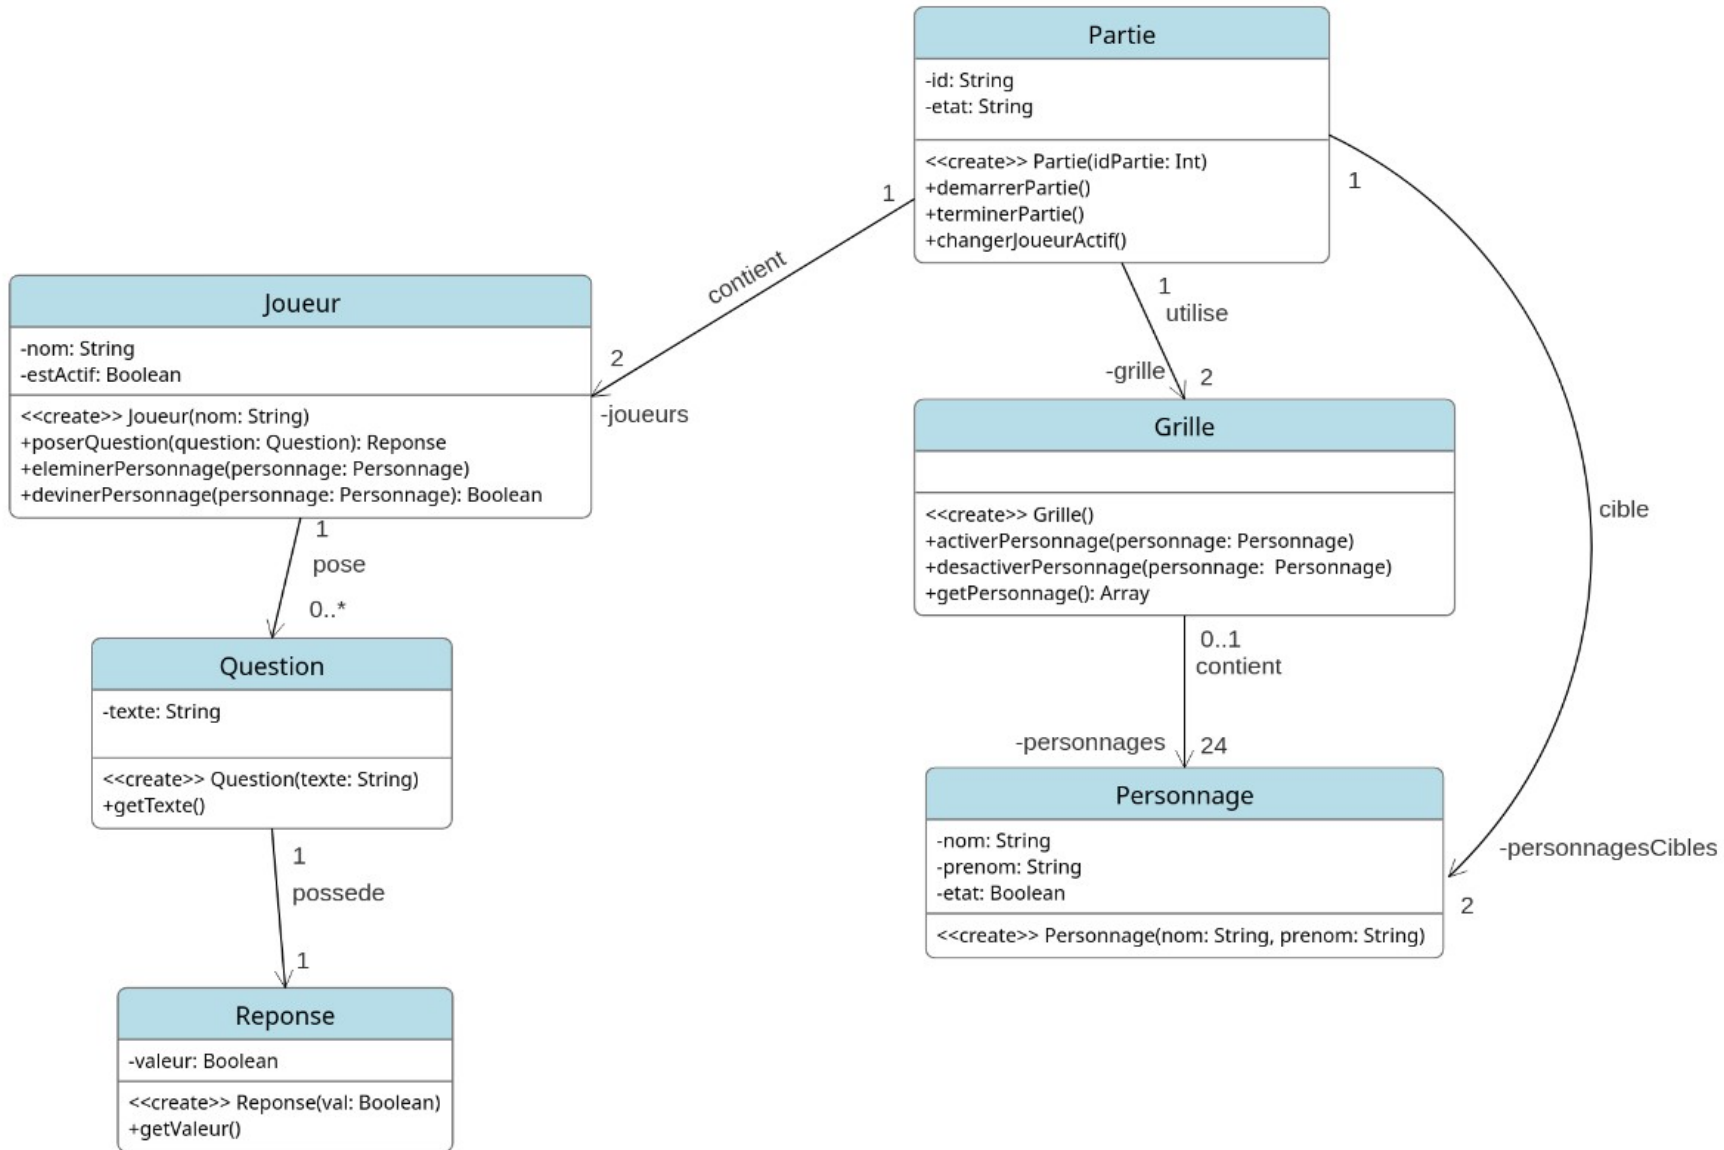 Partie
-id: String
-etat: String
<<create>> Partie(idPartie: Int)
+demarrerPartie()
+terminerPartie()
+changerJoueurActif()
1
contient
2
-joueurs
1
utilise
-grille
2
1
cible
-personnagesCibles
2
Joueur
-nom: String
-estActif: Boolean
<<create>> Joueur(nom: String)
+poserQuestion(question: Question): Reponse
+eleminerPersonnage(personnage: Personnage)
+devinerPersonnage(personnage: Personnage): Boolean
1
pose
0..*
Grille
<<create>> Grille()
+activerPersonnage(personnage: Personnage)
+desactiverPersonnage(personnage:  Personnage)
+getPersonnage(): Array
0..1
contient
-personnages
24
Question
-texte: String
<<create>> Question(texte: String)
+getTexte()
1
possede
1
Personnage
-nom: String
-prenom: String
-etat: Boolean
<<create>> Personnage(nom: String, prenom: String)
Reponse
-valeur: Boolean
<<create>> Reponse(val: Boolean)
+getValeur()